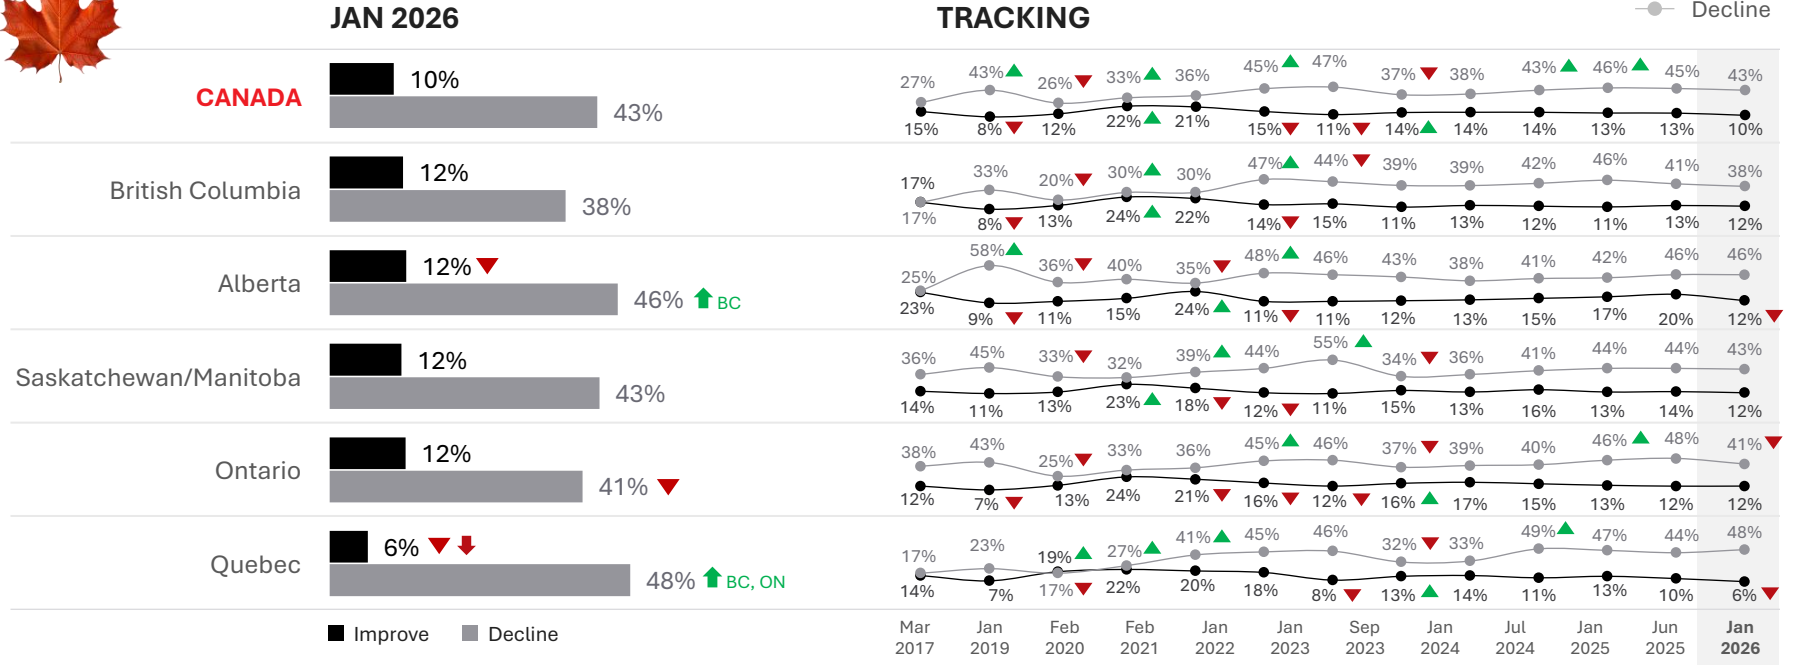 JAN 2026
TRACKING
Decline
CANADA
10%
43%
27% 43% 26% 33% 36% 45% 47% 37% 38% 43% 46% 45% 43%
15% 8% 12% 22% 21% 15% 11% 14% 14% 14% 13% 13% 10%
British Columbia
12%
38%
17% 33% 20% 30% 30% 47% 44% 39% 39% 42% 46% 41% 38%
17% 8% 13% 24% 22% 14% 15% 11% 13% 12% 11% 13% 12%
Alberta
12%
46% BC
25% 58% 36% 40% 35% 48% 46% 43% 38% 41% 42% 46% 46%
23% 9% 11% 15% 24% 11% 11% 12% 13% 15% 17% 20% 12%
Saskatchewan/Manitoba
12%
43%
36% 45% 33% 32% 39% 44% 55% 34% 36% 41% 44% 44% 43%
14% 11% 13% 23% 18% 12% 11% 15% 13% 16% 13% 14% 12%
Ontario
12%
41%
38% 43% 25% 33% 36% 45% 46% 37% 39% 40% 46% 48% 41%
12% 7% 13% 24% 21% 16% 12% 16% 17% 15% 13% 12% 12%
Quebec
6%
48% BC, ON
17% 23% 19% 27% 41% 45% 46% 32% 33% 49% 47% 44% 48%
14% 7% 17% 22% 20% 18% 8% 13% 14% 11% 13% 10% 6%
Improve Decline
Mar Jan Feb Feb Jan Jan Sep Jan Jul Jan Jun Jan
2017 2019 2020 2021 2022 2023 2023 2024 2024 2025 2025 2026